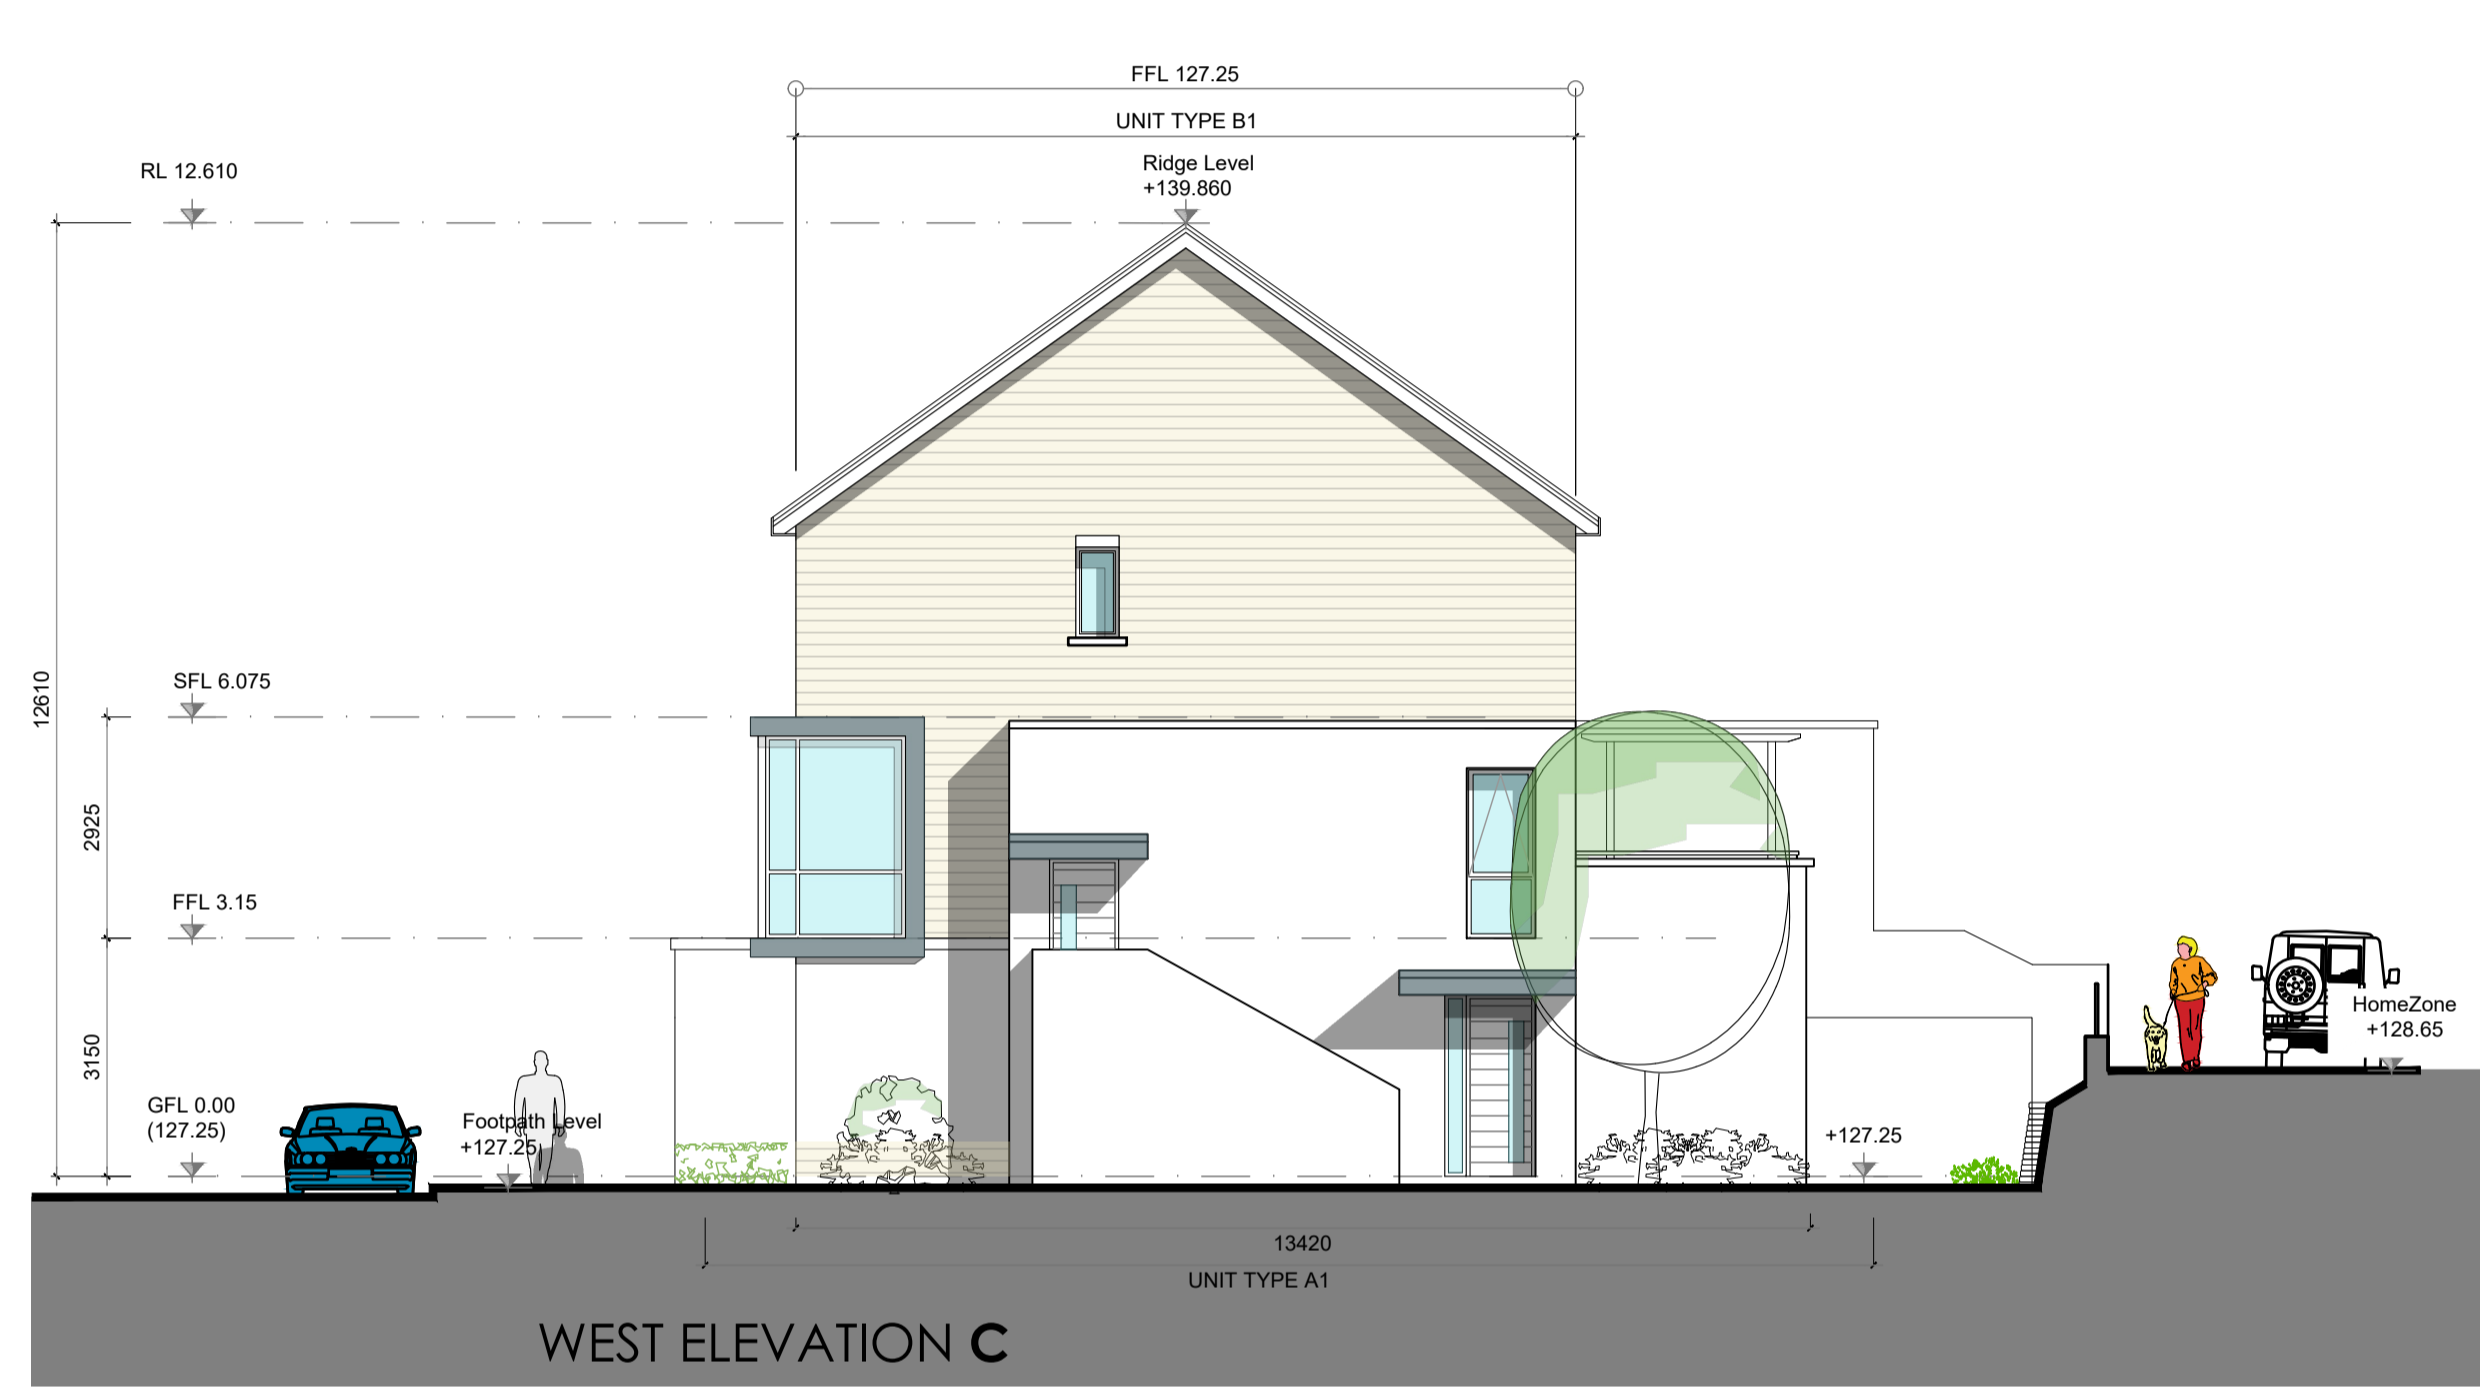 FFL 127.25
UNIT TYPE B1
Ridge Level
+139.860
RL 12.610
12610
SFL 6.075
2925
FFL 3.15
3150
GFL 0.00
(127.25)
Footpath Level
+127.25
HomeZone
+128.65
+127.25
13420
UNIT TYPE A1
WEST ELEVATION C